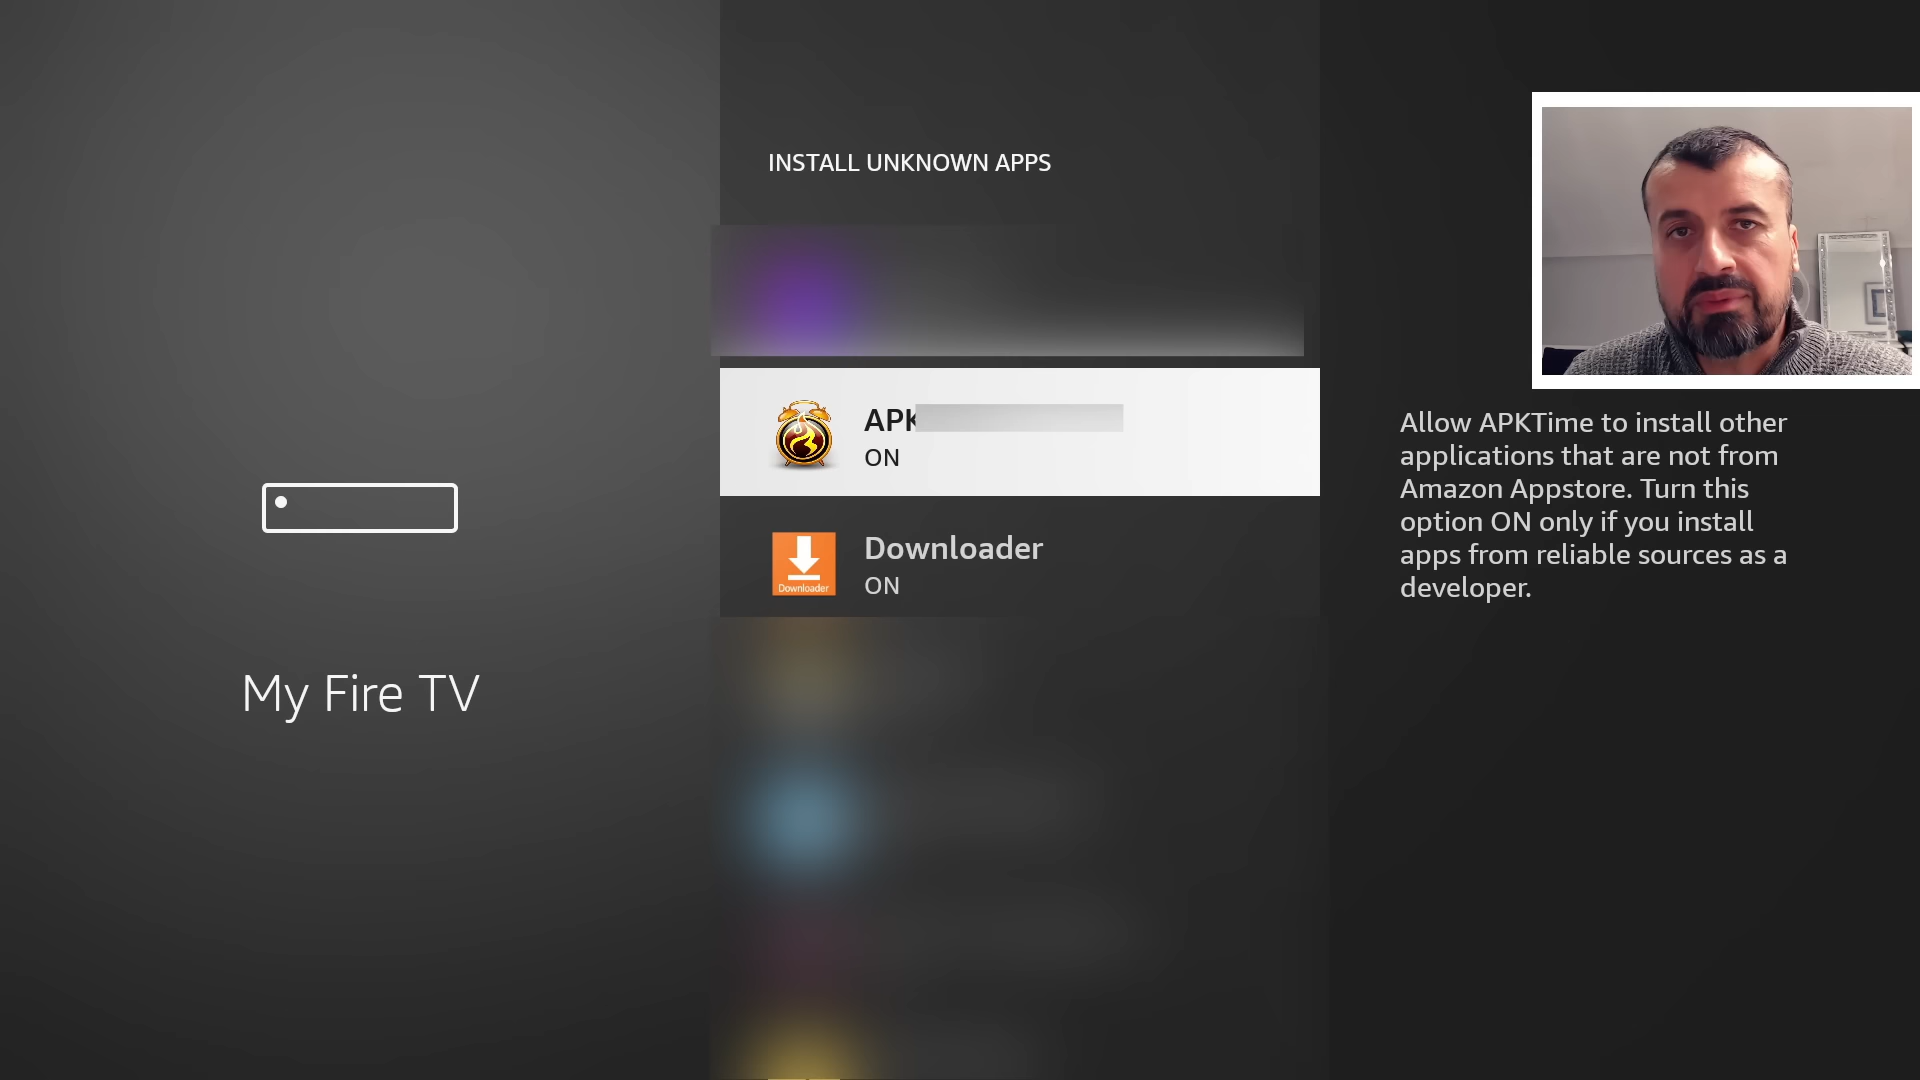 INSTALL UNKNOWN APPS
APK
ON
Downloader
Downloader
ON
My Fire TV
Allow APKTime to install other
applications that are not from
Amazon Appstore. Turn this
option ON only if you install
apps from reliable sources as a
developer.